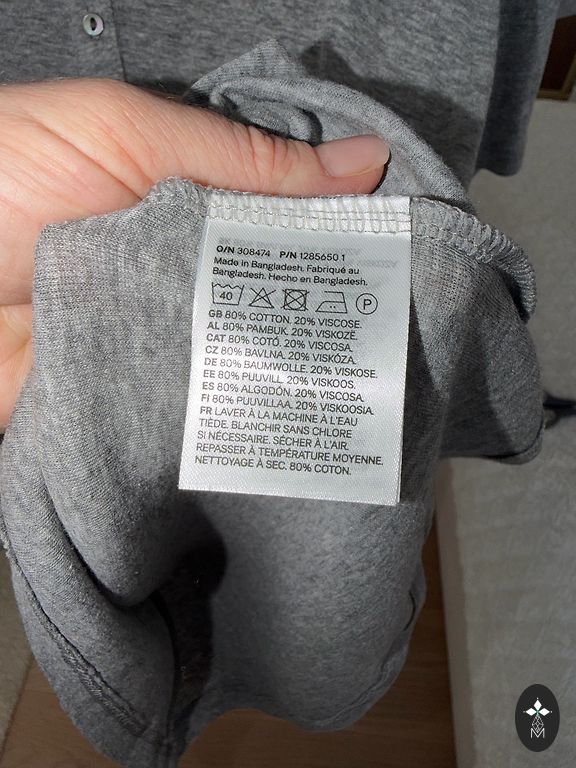 O/N 308474 P/N 1285650 1
Made in Bangladesh. Fabriqué au
Bangladesh. Hecho en Bangladesh.
40 P
GB 80% COTTON. 20% VISCOSE.
AL 80% PAMBUK. 20% VISKOZË.
CAT 80% COTÓ. 20% VISCOSA.
CZ 80% BAVLNA. 20% VISKÓZA.
DE 80% BAUMWOLLE. 20% VISKOSE.
EE 80% PUUVILL. 20% VISKOOS.
ES 80% ALGODÓN. 20% VISCOSA.
FI 80% PUUVILLAA. 20% VISKOOSIA.
FR LAVER À LA MACHINE À L'EAU
TIÈDE. BLANCHIR SANS CHLORE
SI NÉCESSAIRE. SÉCHER À L'AIR.
REPASSER À TEMPÉRATURE MOYENNE.
NETTOYAGE À SEC. 80% COTON.
M